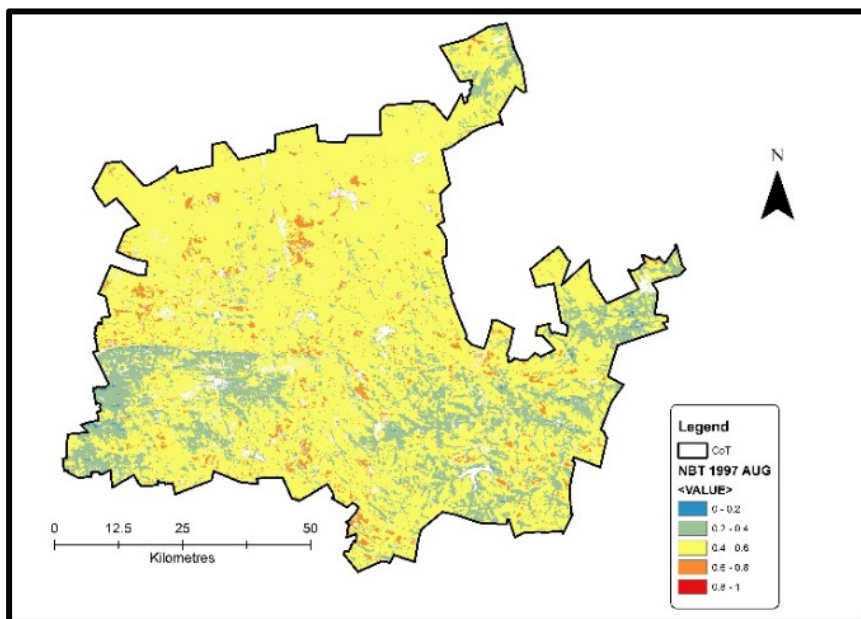 N
Legend
CoT
NBT 1997 AUG
<VALUE>
0 - 0.2
0.2 - 0.4
0.4 - 0.6
0.6 - 0.8
0.8 - 1
0 12.5 25 50
Kilometres